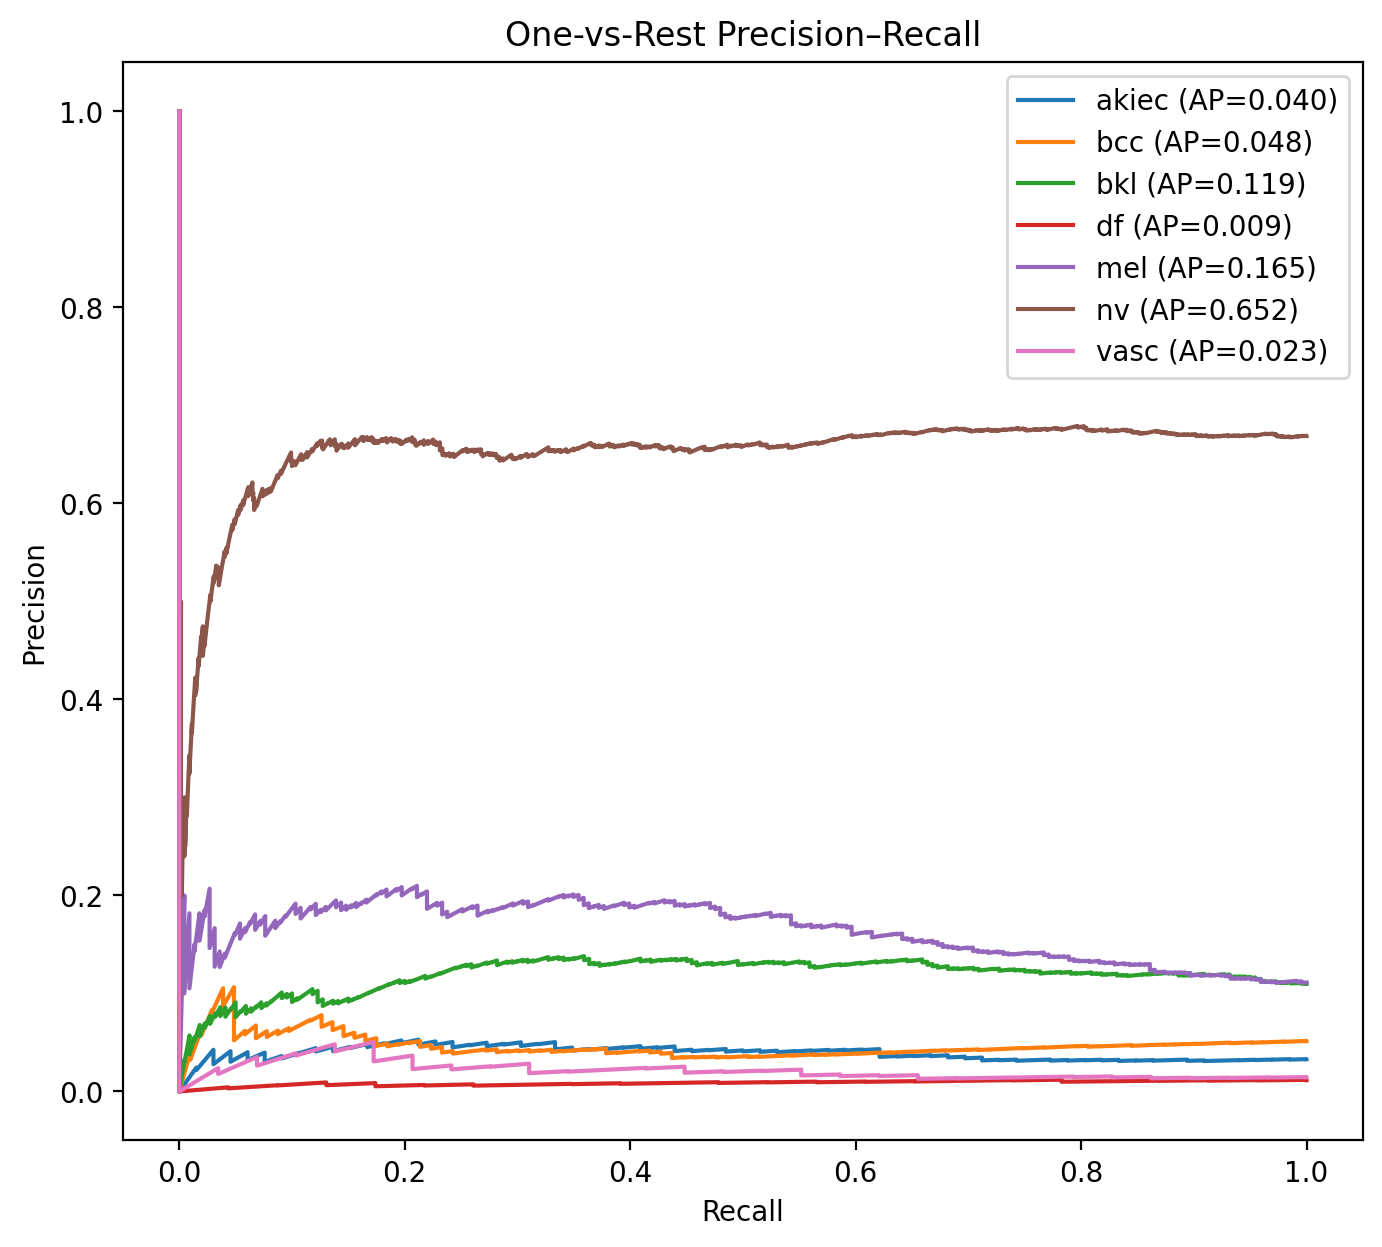 One-vs-Rest Precision–Recall
akiec (AP=0.040)
bcc (AP=0.048)
bkl (AP=0.119)
df (AP=0.009)
mel (AP=0.165)
nv (AP=0.652)
vasc (AP=0.023)
Precision
1.0
0.8
0.6
0.4
0.2
0.0
0.0 0.2 0.4 0.6 0.8 1.0
Recall